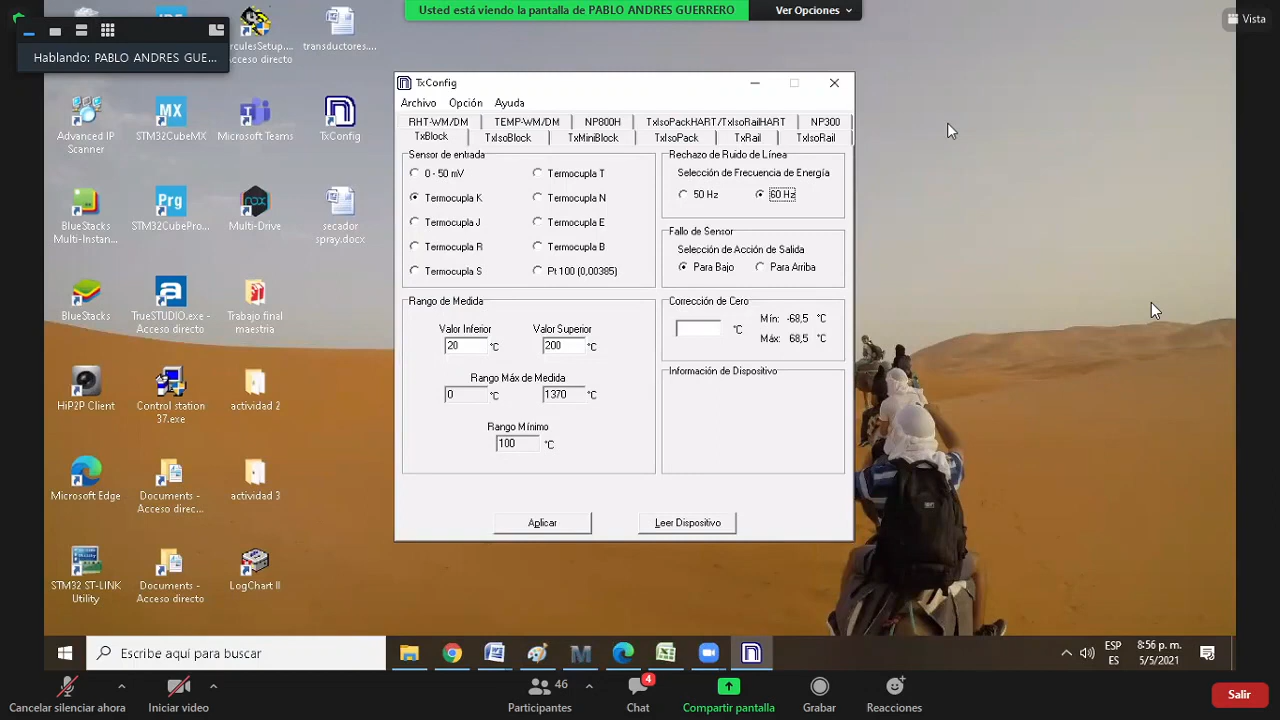 Usted está viendo la pantalla de PABLO ANDRES GUERRERO
Ver Opciones
Vista
Hablando: PABLO ANDRES GUE...
Acceso directo
transductores....
Advanced IP
Scanner
STM32CubeMX
Microsoft Teams
TxConfig
BlueStacks
Multi-Instan...
STM32CubePro...
Multi-Drive
secador
spray.docx
BlueStacks
TrueSTUDIO.exe -
Acceso directo
Trabajo final
maestria
HiP2P Client
Control station
37.exe
actividad 2
Microsoft Edge
Documents -
Acceso direc...
actividad 3
STM32 ST-LINK
Utility
Documents -
Acceso directo
LogChart II
MX
Prg
nox
TxConfig
Archivo Opción Ayuda
RHT-WM/DM TEMP-WM/DM NP800H TxIsoPackHART/TxIsoRailHART NP300
TxBlock TxIsoBlock TxMiniBlock TxIsoPack TxRail TxIsoRail
Sensor de entrada
0 - 50 mV Termocupla T
Termocupla K Termocupla N
Termocupla J Termocupla E
Termocupla R Termocupla B
Termocupla S Pt 100 (0,00385)
Rechazo de Ruido de Línea
Selección de Frecuencia de Energía
50 Hz 60 Hz
Fallo de Sensor
Selección de Acción de Salida
Para Bajo Para Arriba
Rango de Medida
Valor Inferior Valor Superior
20 °C 200 °C
Rango Máx de Medida
0 °C 1370 °C
Rango Mínimo
100 °C
Corrección de Cero
°C
Mín: -68,5 °C
Máx: 68,5 °C
Información de Dispositivo
Aplicar
Leer Dispositivo
Escribe aquí para buscar
ESP
ES
8:56 p. m.
5/5/2021
Cancelar silenciar ahora
Iniciar video
46
Participantes
4
Chat
Compartir pantalla
Grabar
Reacciones
Salir